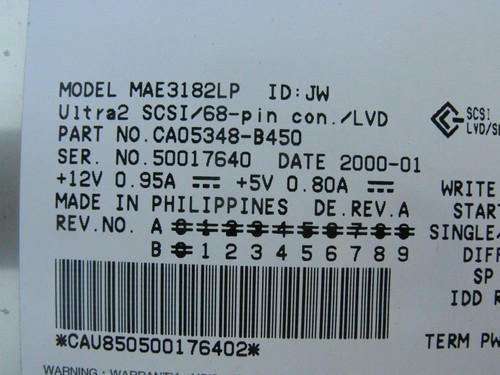 MODEL MAE3182LP ID:JW
Ultra2 SCSI/68-pin con./LVD
PART NO.CA05348-B450
SER. NO.50017640 DATE 2000-01
+12V 0.95A ⎓ +5V 0.80A ⎓
MADE IN PHILIPPINES DE.REV.A
REV.NO. A 0 1 2 3 4 5 6 7 8 9
B 0 1 2 3 4 5 6 7 8 9
*CAU850500176402*
WARNING: WARRANTY
SCSI
LVD/SE
WRITE
START
SINGLE/
DIFF
SP
IDD R
TERM PW